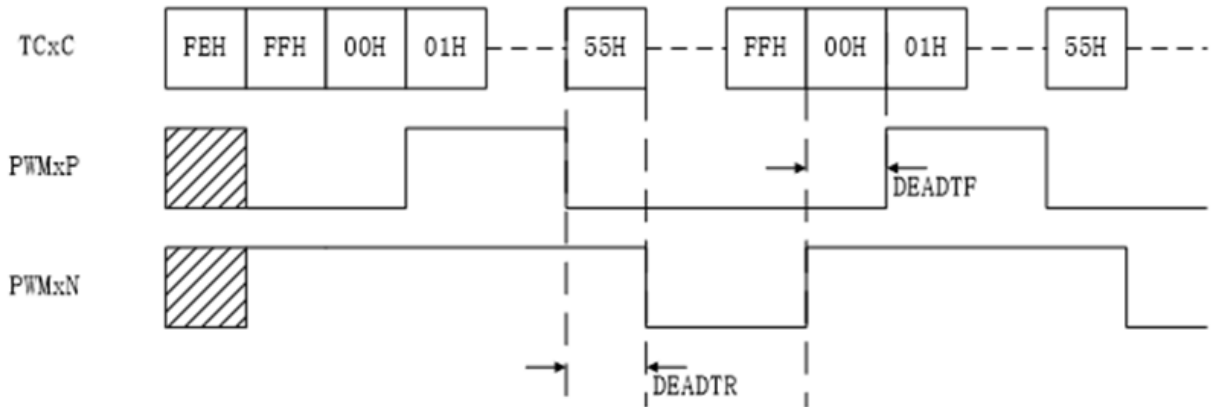 TCxC FEH FFH 00H 01H 55H FFH 00H 01H 55H
PWMxP
DEADTF
PWMxN
DEADTR